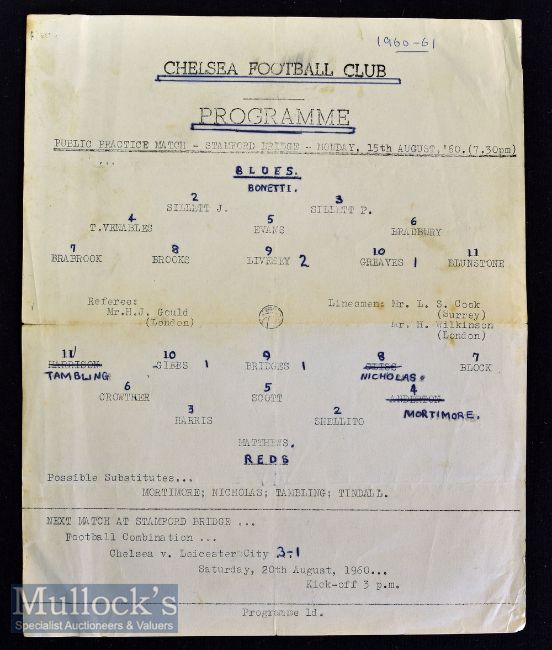 1960-61
CHELSEA FOOTBALL CLUB
PROGRAMME
PUBLIC PRACTICE MATCH - STAMFORD BRIDGE - MONDAY, 15th AUGUST,'60.(7.30pm)
BLUES.
BONETTI.
2 3
SILLETT J. SILLETT P.
4 5 6
T.VENABLES EVANS BRADBURY
7 8 9 10 11
BRABROOK BROOKS LIVESEY 2 GREAVES 1 BLUNSTONE
Referee: Linesmen: Mr. L. S. Cook
Mr.H.J. Gould (Surrey)
(London) Mr. H. Wilkinson
(London)
11 10 9 8 7
HARRISON GIBBS 1 BRIDGES 1 BLOCK
TAMBLING NICHOLAS.
6 5 4
CROWTHER SCOTT ANDERTON
3 2 MORTIMORE.
HARRIS SHELLITO
MATTHEWS.
REDS
Possible Substitutes...
MORTIMORE; NICHOLAS; TAMBLING; TINDALL.
NEXT MATCH AT STAMFORD BRIDGE ...
Football Combination ...
Chelsea v. Leicester City 3-1
Saturday, 20th August, 1960...
Kick-off 3 p.m.
Programme 1d.
Mullock's
Specialist Auctioneers & Valuers